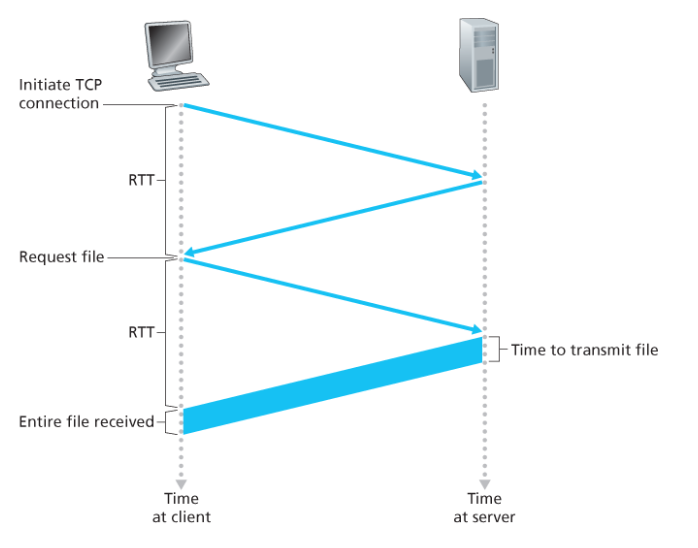 Initiate TCP
connection
RTT
Request file
RTT
Time to transmit file
Entire file received
Time
at client
Time
at server